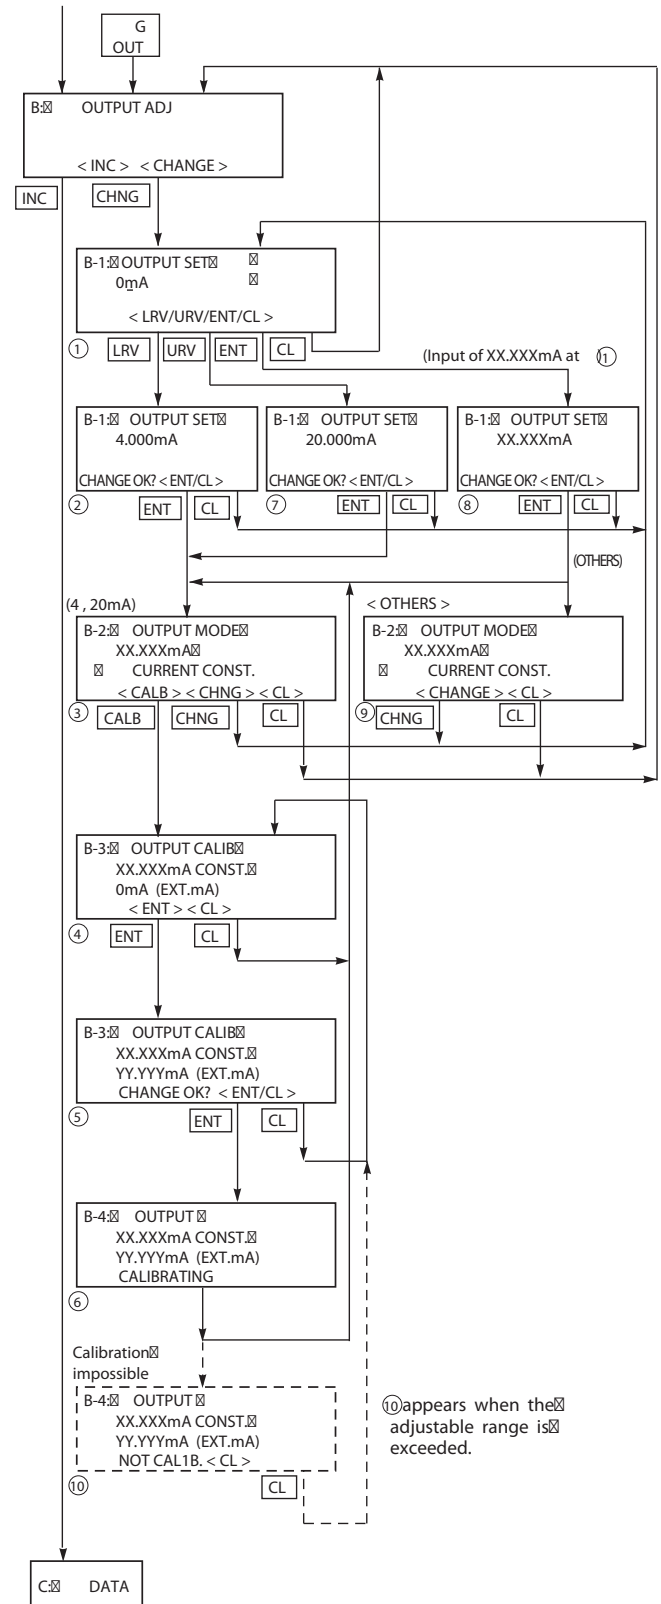 G
OUT
B:☒ OUTPUT ADJ
< INC > < CHANGE >
INC
CHNG
B-1:☒ OUTPUT SET☒ ☒
0mA ☒
< LRV/URV/ENT/CL >
① LRV URV ENT CL
(Input of XX.XXXmA at ①
B-1:☒ OUTPUT SET☒
4.000mA
CHANGE OK? < ENT/CL >
② ENT CL
B-1:☒ OUTPUT SET☒
20.000mA
CHANGE OK? < ENT/CL >
⑦ ENT CL
B-1:☒ OUTPUT SET☒
XX.XXXmA
CHANGE OK? < ENT/CL >
⑧ ENT CL
(OTHERS)
(4 , 20mA)
B-2:☒ OUTPUT MODE☒
XX.XXXmA☒
☒ CURRENT CONST.
< CALB > < CHNG > < CL >
③ CALB CHNG CL
< OTHERS >
B-2:☒ OUTPUT MODE☒
XX.XXXmA☒
☒ CURRENT CONST.
< CHANGE > < CL >
⑨ CHNG CL
B-3:☒ OUTPUT CALIB☒
XX.XXXmA CONST.☒
0mA (EXT.mA)
< ENT > < CL >
④ ENT CL
B-3:☒ OUTPUT CALIB☒
XX.XXXmA CONST.☒
YY.YYYmA (EXT.mA)
CHANGE OK? < ENT/CL >
⑤ ENT CL
B-4:☒ OUTPUT ☒
XX.XXXmA CONST.☒
YY.YYYmA (EXT.mA)
CALIBRATING
⑥
Calibration☒
impossible
B-4:☒ OUTPUT ☒
XX.XXXmA CONST.☒
YY.YYYmA (EXT.mA)
NOT CAL1B. < CL >
⑩ CL
⑩appears when the☒
adjustable range is☒
exceeded.
C:☒ DATA